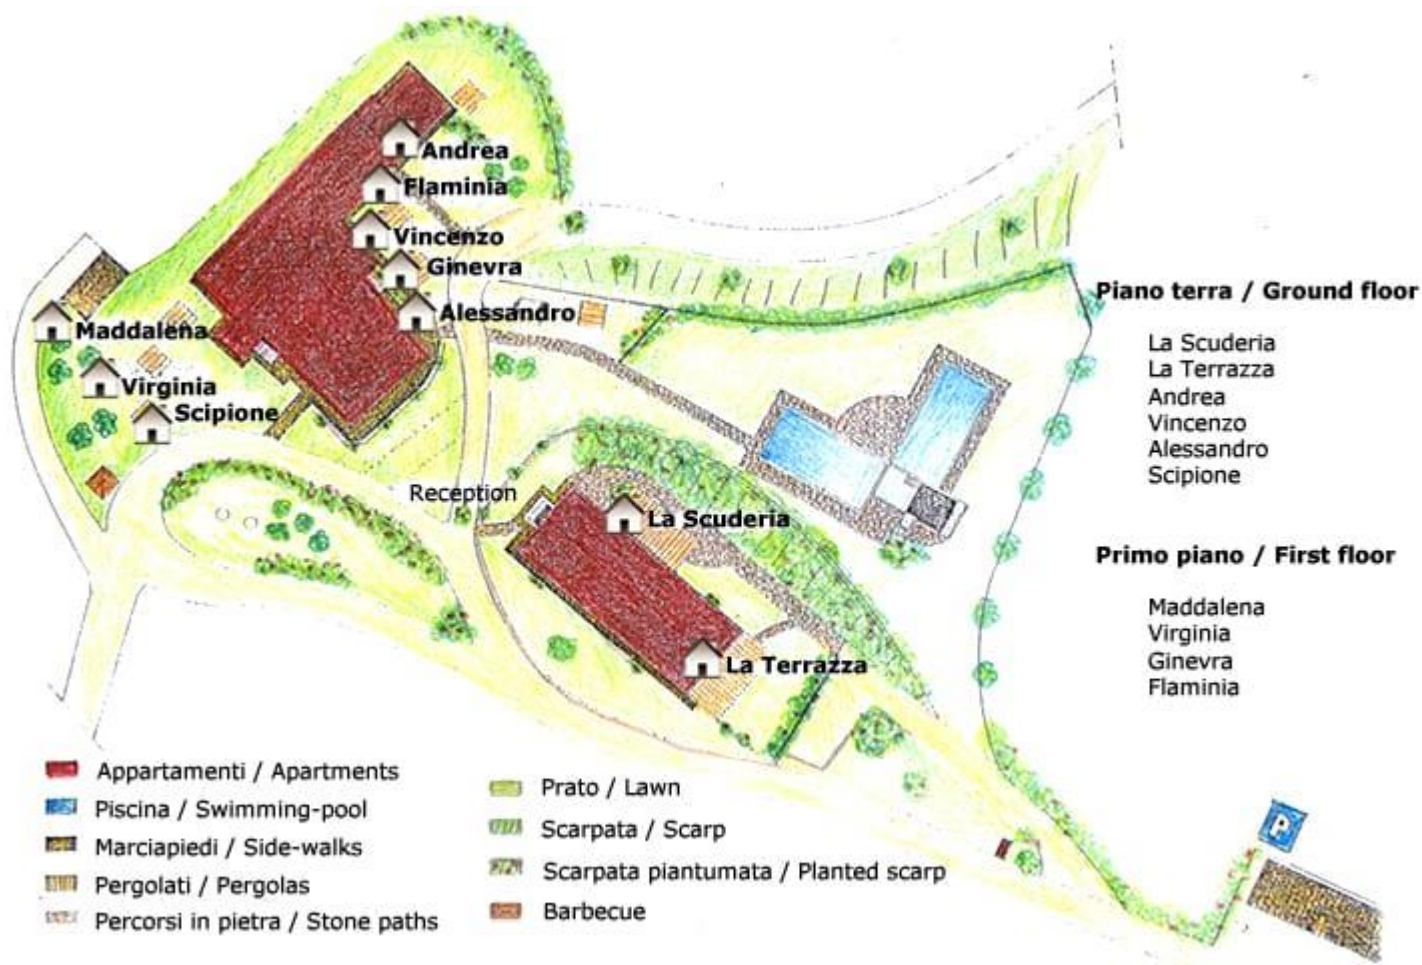 Andrea
Flaminia
Vincenzo
Ginevra
Alessandro
Maddalena
Virginia
Scipione
Reception
La Scuderia
La Terrazza
Piano terra / Ground floor
La Scuderia
La Terrazza
Andrea
Vincenzo
Alessandro
Scipione
Primo piano / First floor
Maddalena
Virginia
Ginevra
Flaminia
Appartamenti / Apartments
Piscina / Swimming-pool
Marciapiedi / Side-walks
Pergolati / Pergolas
Percorsi in pietra / Stone paths
Prato / Lawn
Scarpata / Scarp
Scarpata piantumata / Planted scarp
Barbecue
P